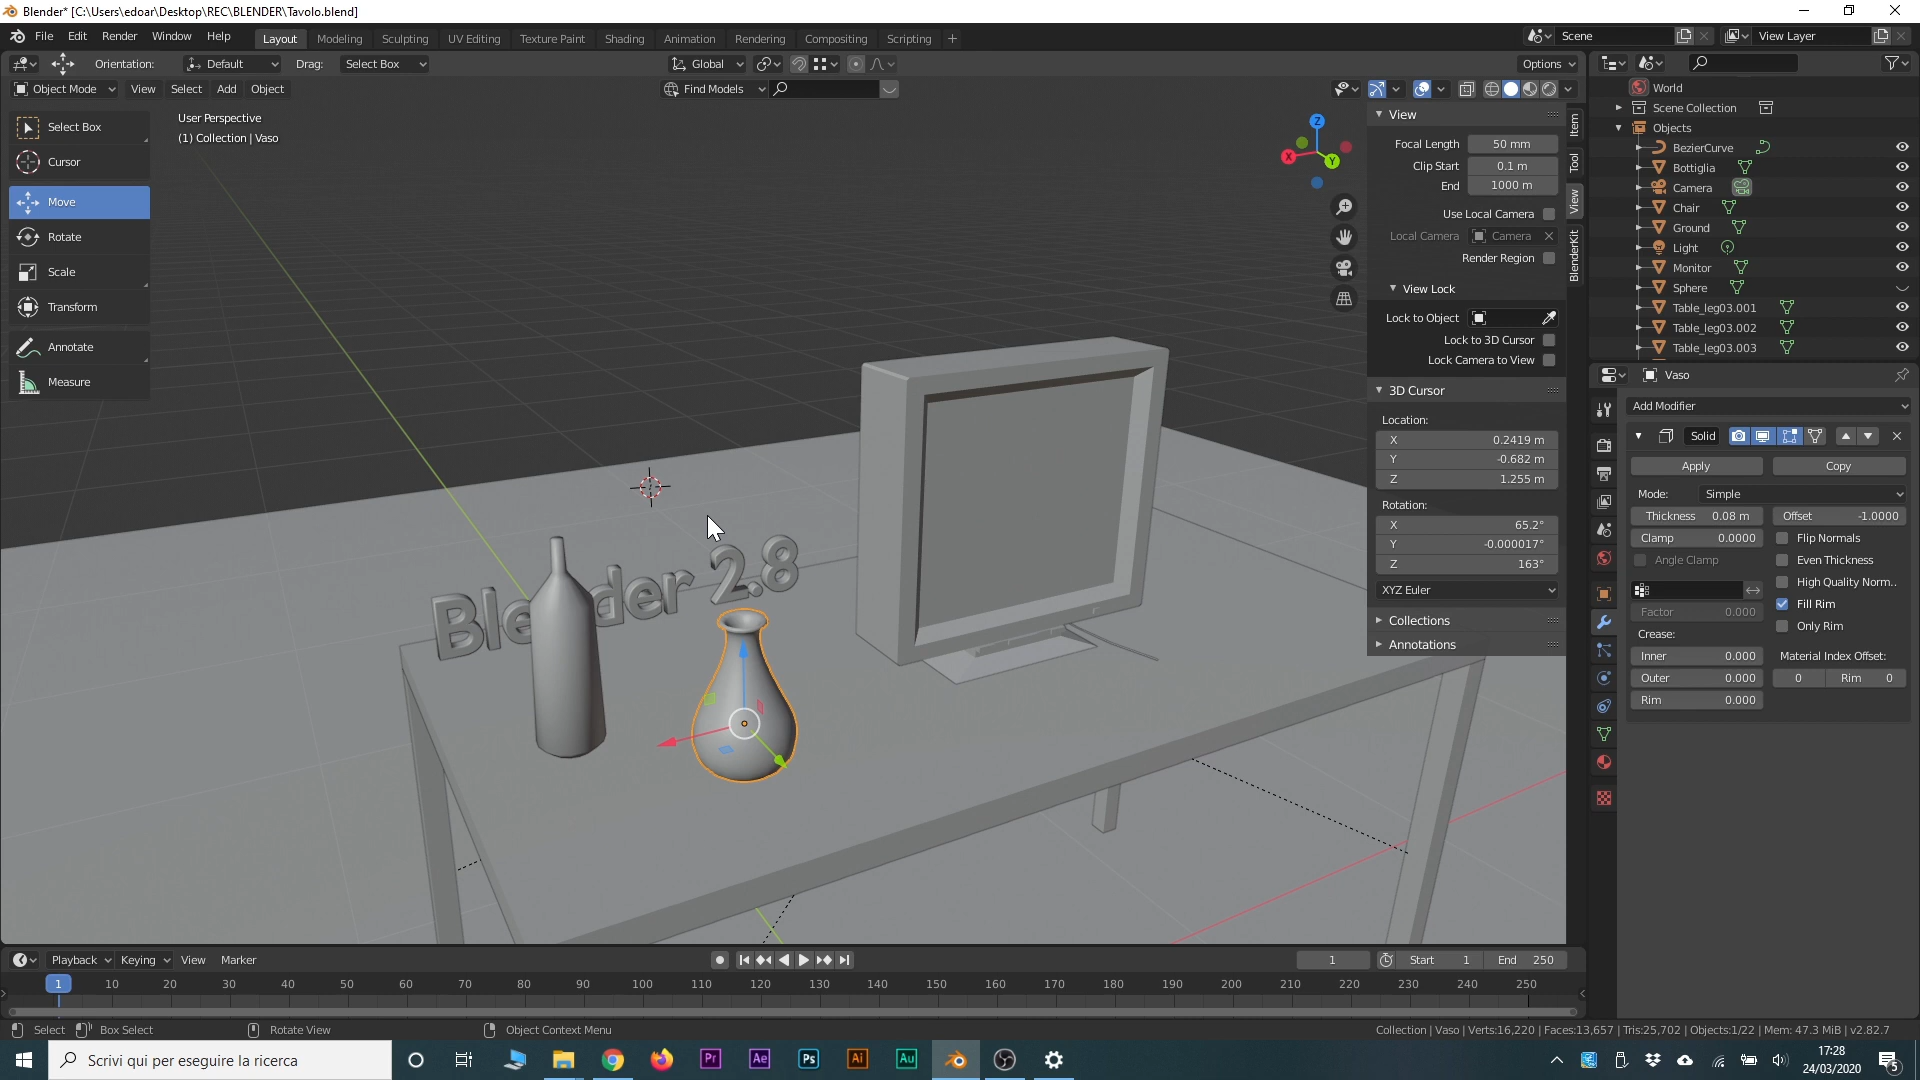 Blender* [C:\Users\edoar\Desktop\REC\BLENDER\Tavolo.blend]
File Edit Render Window Help Layout Modeling Sculpting UV Editing Texture Paint Shading Animation Rendering Compositing Scripting + Scene View Layer
Orientation: Default Drag: Select Box Global Options
Object Mode View Select Add Object Find Models
Select Box
Cursor
Move
Rotate
Scale
Transform
Annotate
Measure
User Perspective
(1) Collection | Vaso
Z
X
Y
Blender 2.8
View
Focal Length 50 mm
Clip Start 0.1 m
End 1000 m
Use Local Camera
Local Camera Camera
Render Region
View Lock
Lock to Object
Lock to 3D Cursor
Lock Camera to View
3D Cursor
Location:
X 0.2419 m
Y -0.682 m
Z 1.255 m
Rotation:
X 65.2°
Y -0.000017°
Z 163°
XYZ Euler
Collections
Annotations
Item
Tool
View
BlenderKit
World
Scene Collection
Objects
BezierCurve
Bottiglia
Camera
Chair
Ground
Light
Monitor
Sphere
Table_leg03.001
Table_leg03.002
Table_leg03.003
Vaso
Add Modifier
Solid
Apply Copy
Mode: Simple
Thickness 0.08 m Offset -1.0000
Clamp 0.0000 Flip Normals
Angle Clamp Even Thickness
High Quality Norm..
Factor 0.000 Fill Rim
Crease: Only Rim
Inner 0.000 Material Index Offset:
Outer 0.000 0 Rim 0
Rim 0.000
Playback Keying View Marker 1 Start 1 End 250
1 10 20 30 40 50 60 70 80 90 100 110 120 130 140 150 160 170 180 190 200 210 220 230 240 250
Select Box Select Rotate View Object Context Menu Collection | Vaso | Verts:16,220 | Faces:13,657 | Tris:25,702 | Objects:1/22 | Mem: 47.3 MiB | v2.82.7
Scrivi qui per eseguire la ricerca Pr Ae Ps Ai Au
17:28
24/03/2020
5